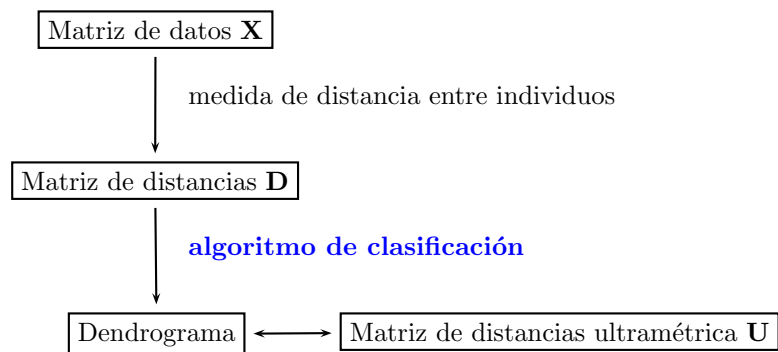 Matriz de datos X
medida de distancia entre individuos
Matriz de distancias D
algoritmo de clasificación
Dendrograma
Matriz de distancias ultramétrica U